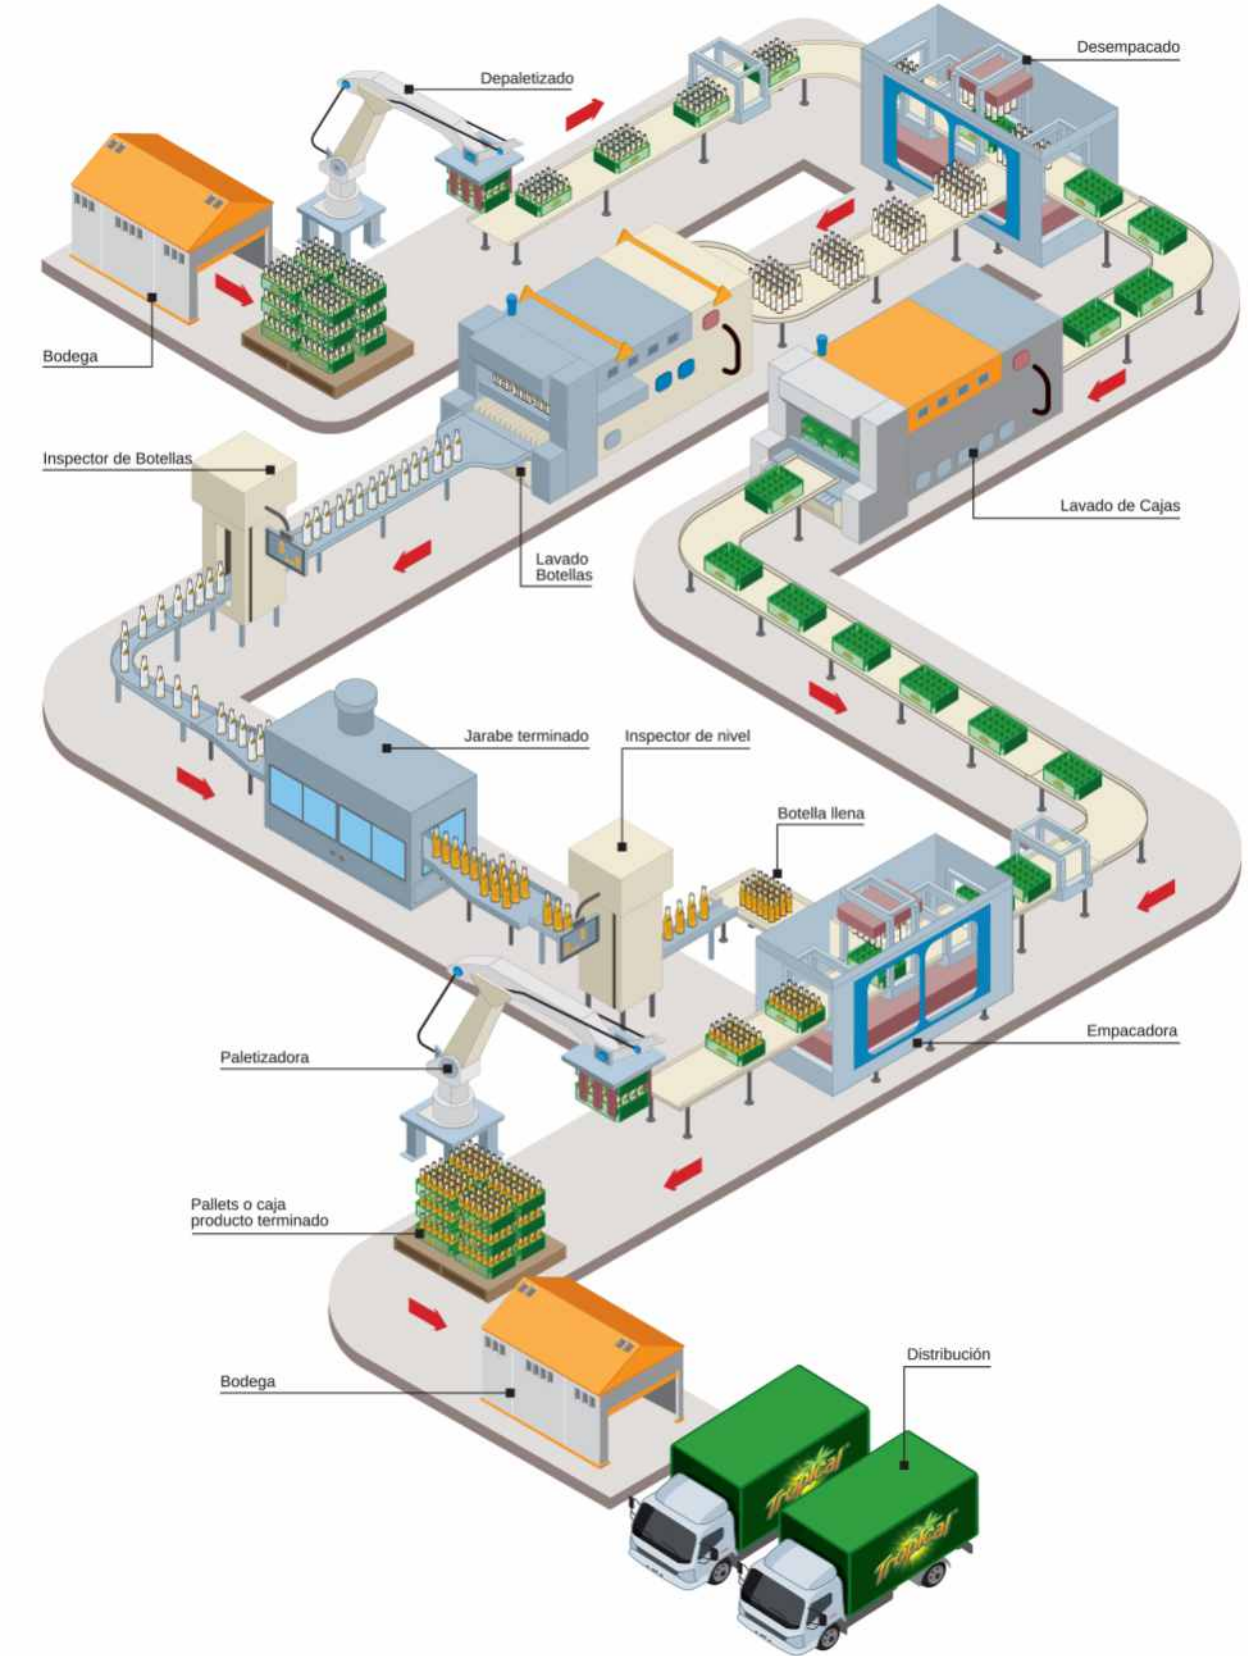 Desempacado
Depaletizado
Bodega
Inspector de Botellas
Lavado de Cajas
Lavado
Botellas
Jarabe terminado
Inspector de nivel
Botella llena
Empacadora
Paletizadora
Pallets o caja
producto terminado
Distribución
Bodega
Tropical
Tropical